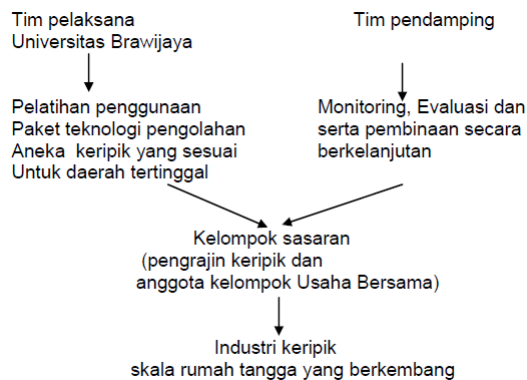 Tim pelaksana
Universitas Brawijaya
Tim pendamping
Pelatihan penggunaan
Paket teknologi pengolahan
Aneka keripik yang sesuai
Untuk daerah tertinggal
Monitoring, Evaluasi dan
serta pembinaan secara
berkelanjutan
Kelompok sasaran
(pengrajin keripik dan
anggota kelompok Usaha Bersama)
Industri keripik
skala rumah tangga yang berkembang